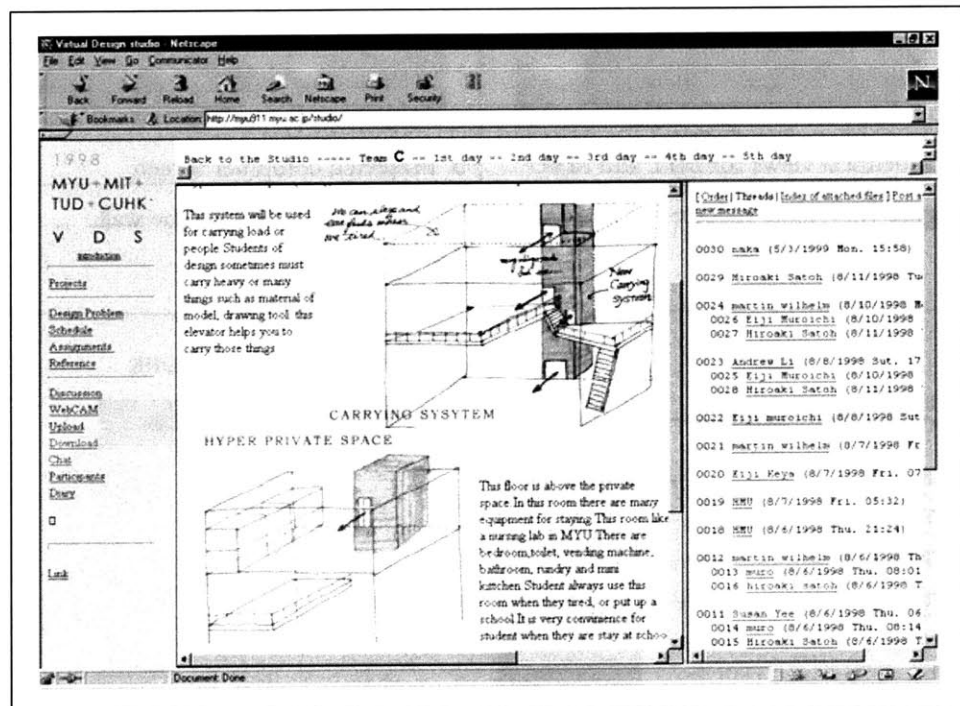 Virtual Design studio - Netscape
File Edit View Go Communicator Help
Back Forward Reload Home Search Netscape Print Security
N
Bookmarks Location: http://myu911.myu.ac.jp/studio/
1998
MYU+MIT+
TUD+CUHK
V D S
Introduction
Projects
Design Problem
Schedule
Assignments
Reference
Discussion
WebCAM
Upload
Download
Chat
Participants
Diary
Link
Back to the Studio ----- Team C -- 1st day -- 2nd day -- 3rd day -- 4th day -- 5th day
This system will be used
for carrying load or
people Students of
design sometimes must
carry heavy or many
things such as material of
model, drawing tool. this
elevator helps you to
carry those things
We can sleep and
we tired.
New
Carrying
system
CARRYING SYSYTEM
HYPER PRIVATE SPACE
This floor is above the private
space. In this room there are many
equipment for staying This room like
a nursing lab in MYU There are
bedroom,toilet, vending machine,
bathroom, rundry and mini
kittchen Student always use this
room when they tired, or put up a
school It is very convinence for
student when they are stay at schoo
[ Order| Threads| Index of attached files ] Post a
new message
0030 naka (5/3/1999 Mon. 15:58)
0029 Hiroaki Satoh (8/11/1998 Tu
0024 martin wilhelm (8/10/1998 M
0026 Eiji Muroichi (8/10/1998
0027 Hiroaki Satoh (8/11/1998
0023 Andrew Li (8/8/1998 Sat. 17
0025 Eiji Muroichi (8/10/1998
0028 Hiroaki Satoh (8/11/1998
0022 Eiji muroichi (8/8/1998 Sat
0021 martin wilhelm (8/7/1998 Fr
0020 Eiji Keya (8/7/1998 Fri. 07
0019 HMU (8/7/1998 Fri. 05:32)
0018 HMU (8/6/1998 Thu. 21:24)
0012 martin wilhelm (8/6/1998 Th
0013 muro (8/6/1998 Thu. 08:01
0016 hiroaki satoh (8/6/1998 T
0011 Susan Yee (8/6/1998 Thu. 06
0014 muro (8/6/1998 Thu. 08:14
0015 Hiroaki Satoh (8/6/1998 T
Document: Done